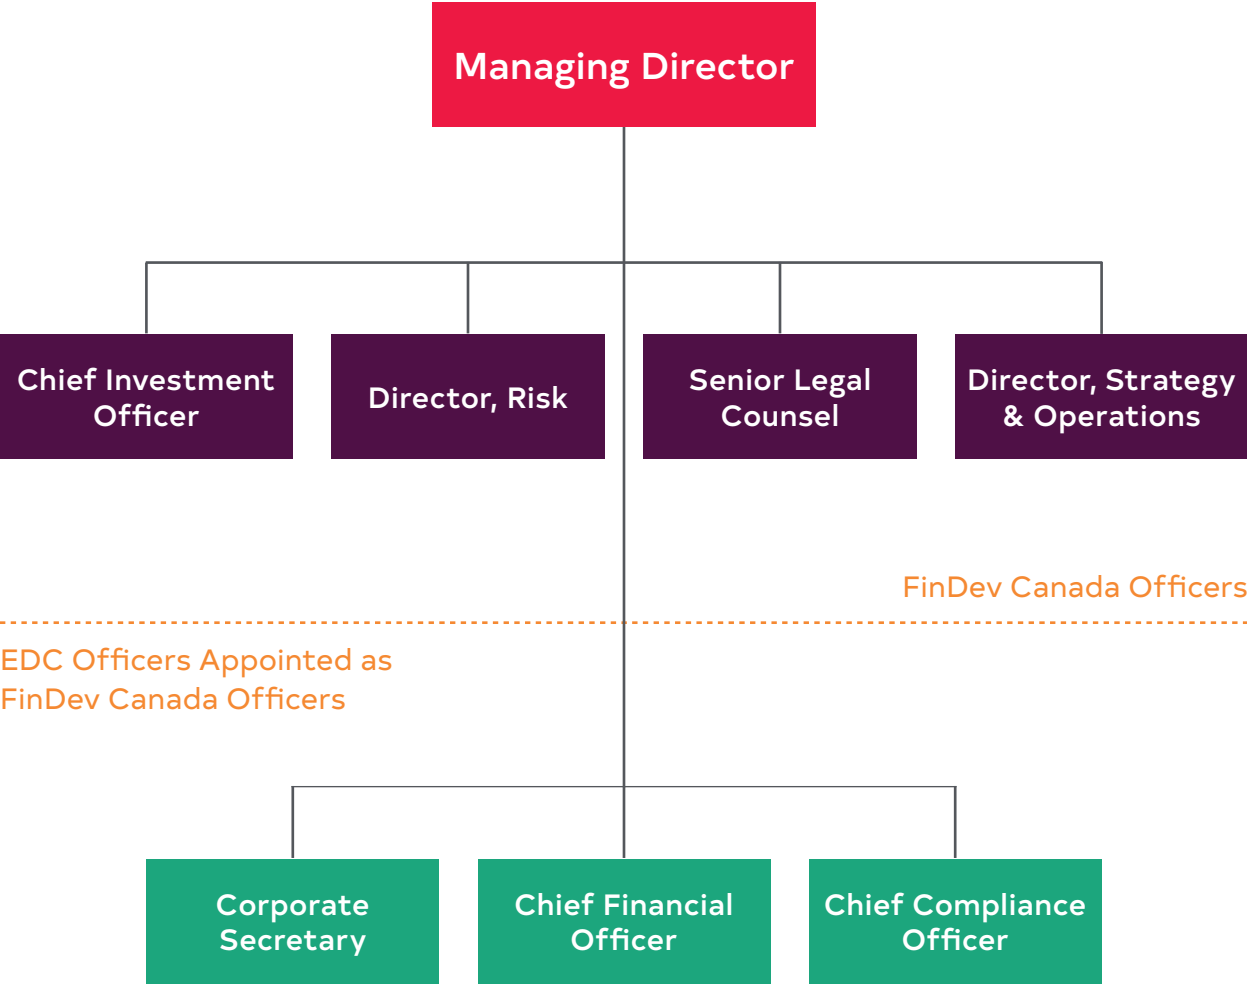 Managing Director
Chief Investment
Officer
Director, Risk
Senior Legal
Counsel
Director, Strategy
& Operations
FinDev Canada Officers
EDC Officers Appointed as
FinDev Canada Officers
Corporate
Secretary
Chief Financial
Officer
Chief Compliance
Officer